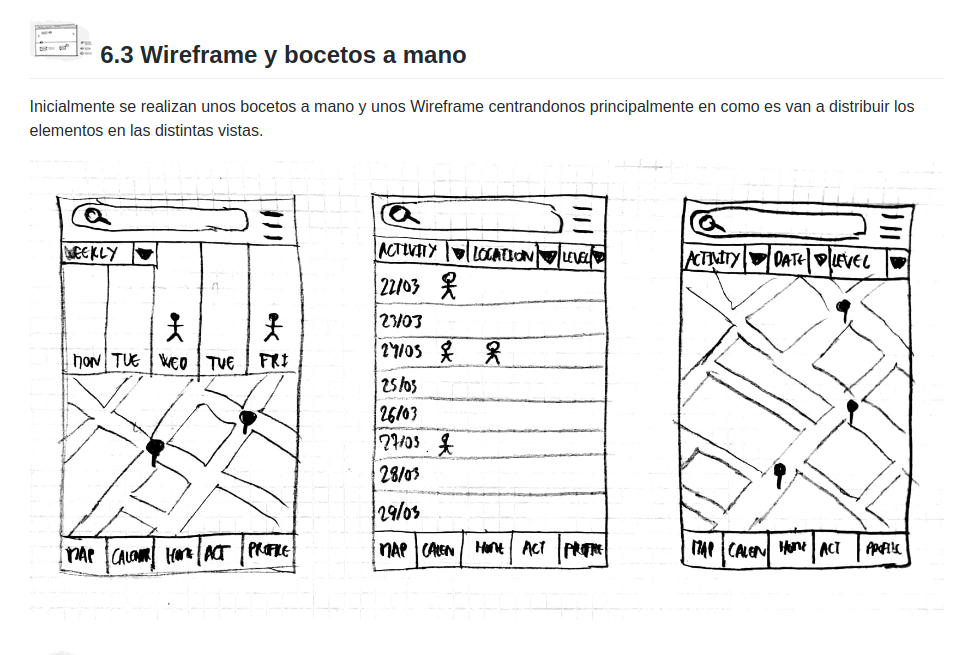 6.3 Wireframe y bocetos a mano
Inicialmente se realizan unos bocetos a mano y unos Wireframe centrandonos principalmente en como es van a distribuir los
elementos en las distintas vistas.
WEEKLY
MON TUE WED TUE FRI
MAP CALENDR HOME ACT PROFILE
ACTIVITY LOCATION LEVEL
22/03
23/03
24/03
25/03
26/03
27/03
28/03
29/03
MAP CALEN HOME ACT PROFILE
ACTIVITY DATE LEVEL
MAP CALEN HOME ACT PROFILE